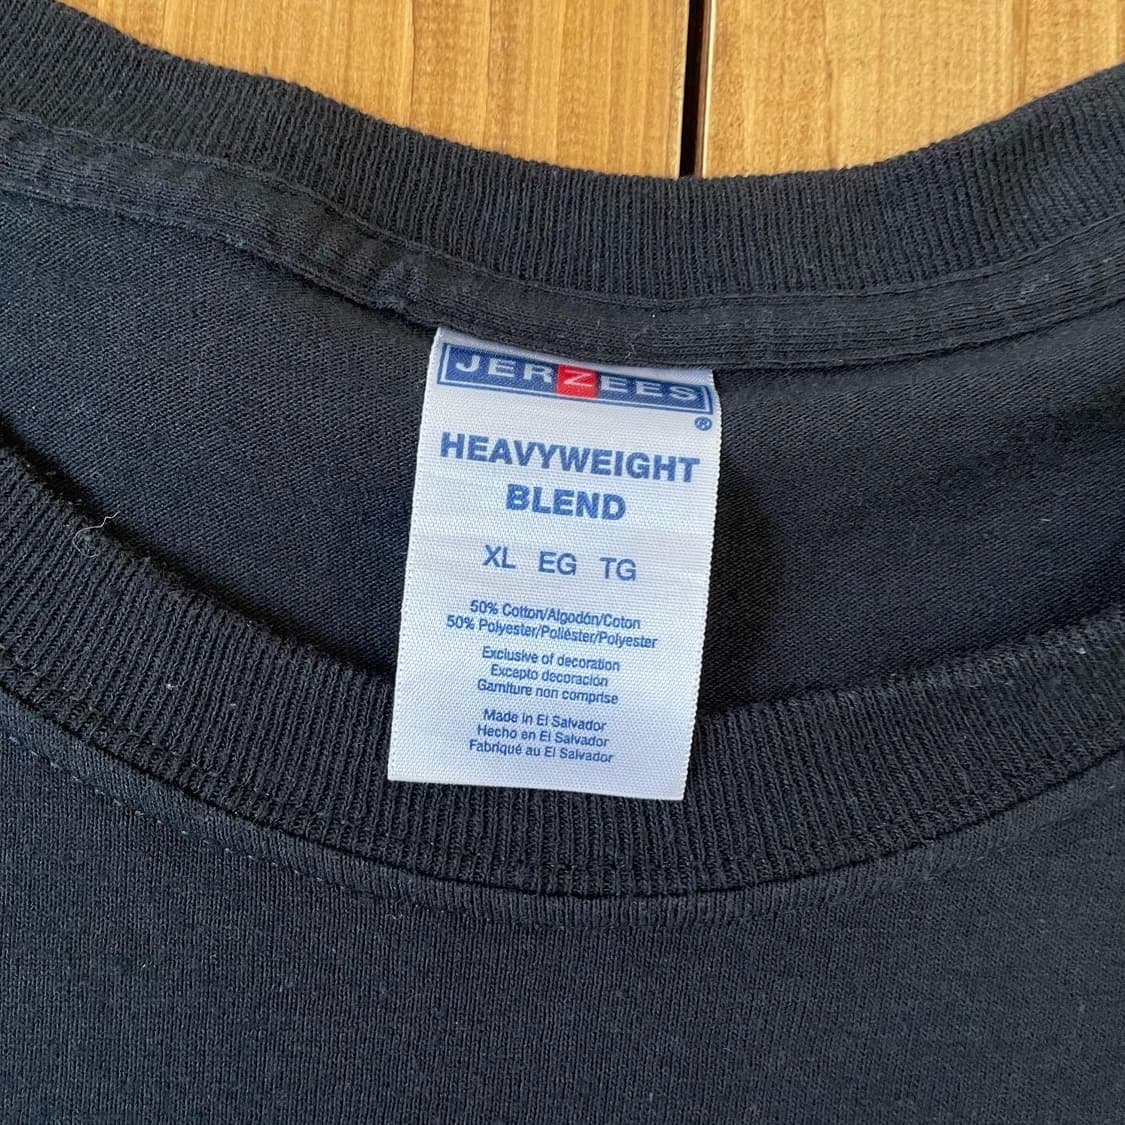 JERZEES
®
HEAVYWEIGHT
BLEND
XL EG TG
50% Cotton/Algodón/Coton
50% Polyester/Poliéster/Polyester
Exclusive of decoration
Excepto decoración
Garniture non comprise
Made in El Salvador
Hecho en El Salvador
Fabriqué au El Salvador